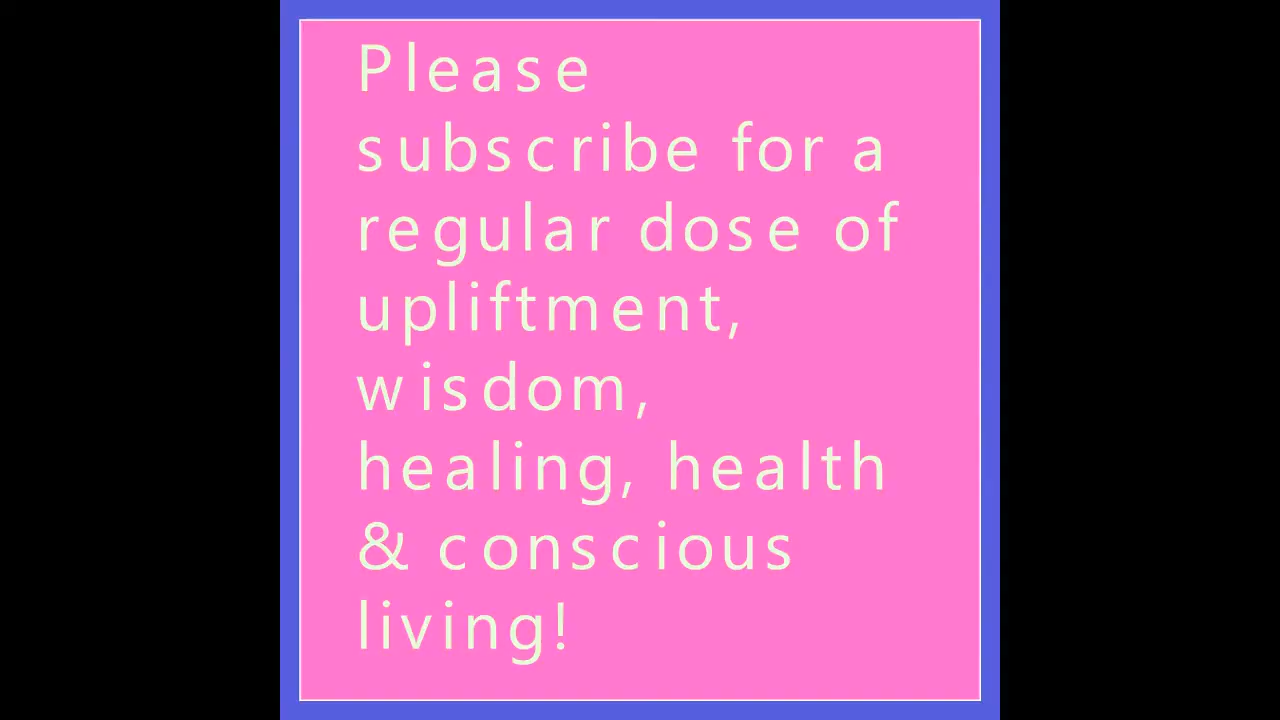 Please
subscribe for a
regular dose of
upliftment,
wisdom,
healing, health
& conscious
living!